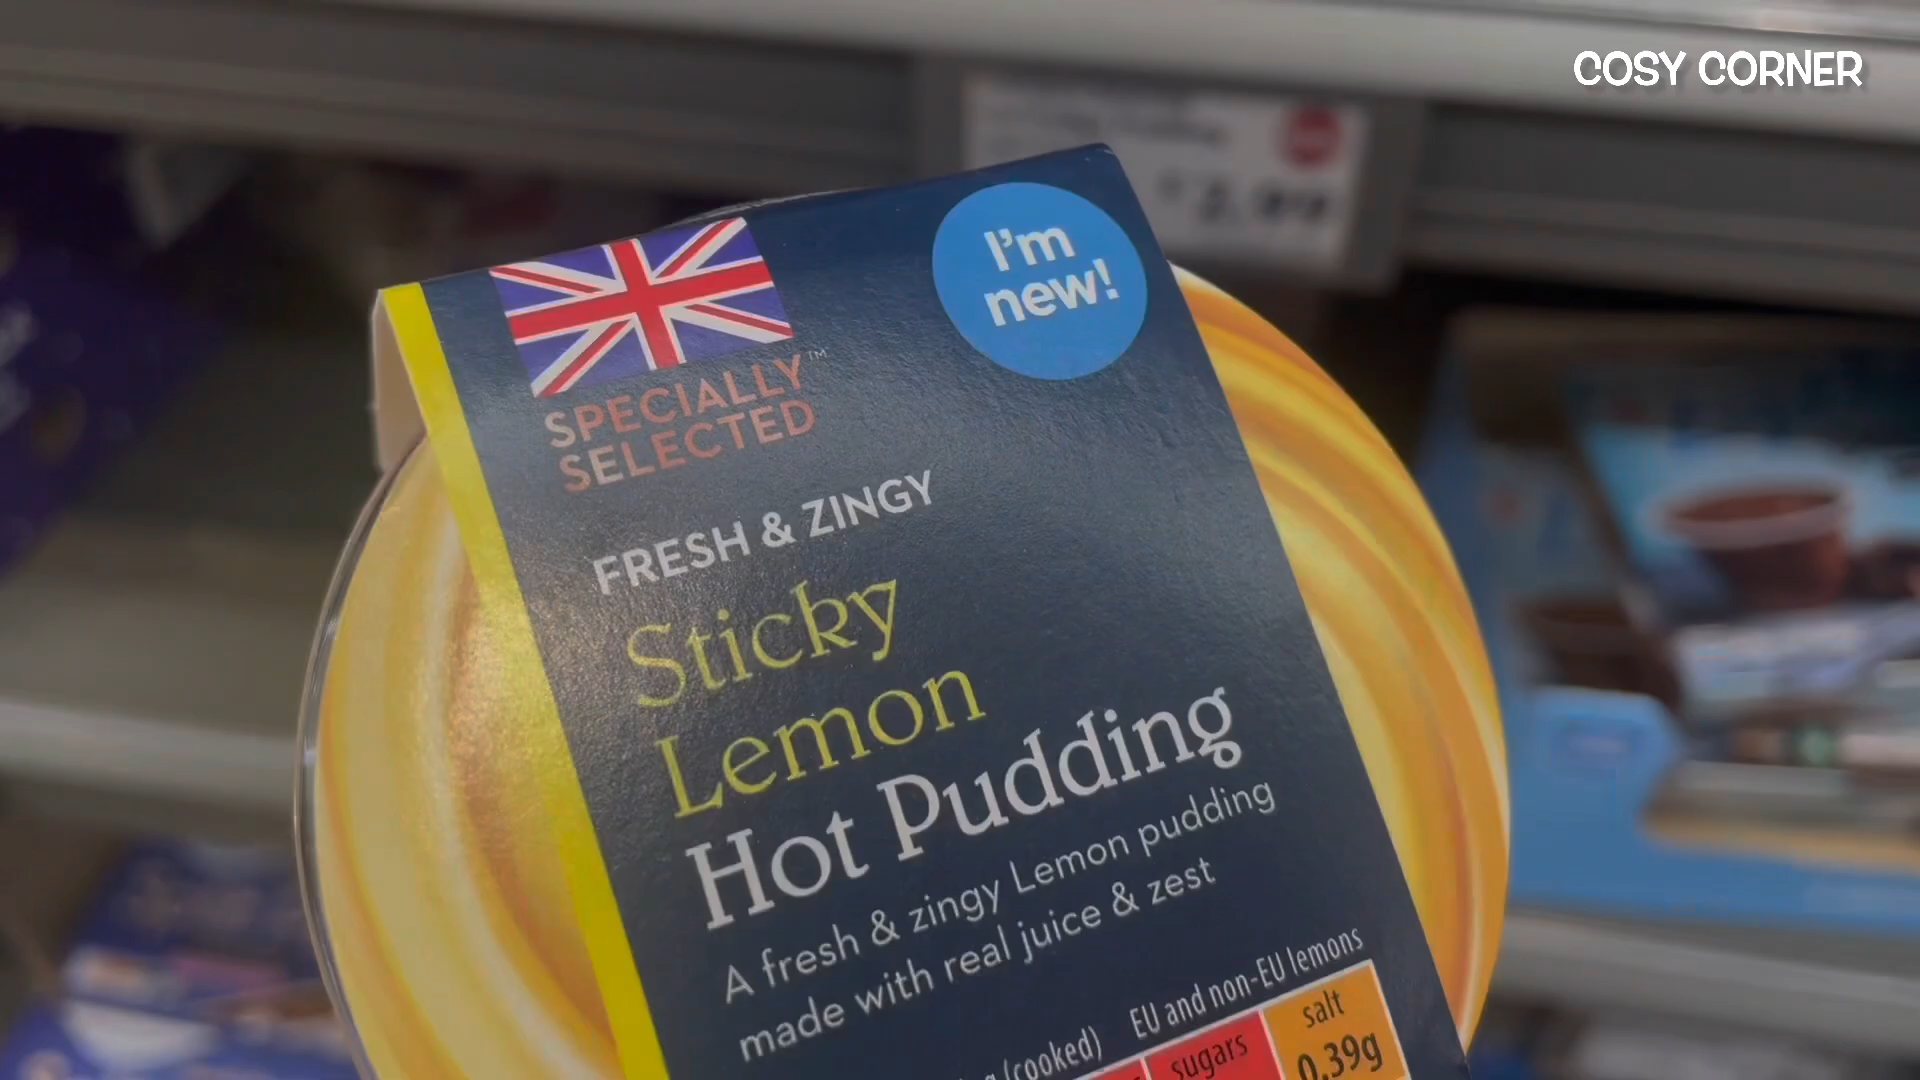 COSY CORNER
I'm
new!
SPECIALLY™
SELECTED
FRESH & ZINGY
Sticky
Lemon
Hot Pudding
A fresh & zingy Lemon pudding
made with real juice & zest
EU and non-EU lemons
(cooked)
sugars
salt
0.39g